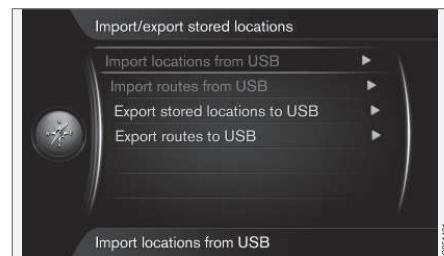 Import/export stored locations
Import locations from USB
Import routes from USB
Export stored locations to USB
Export routes to USB
Import locations from USB